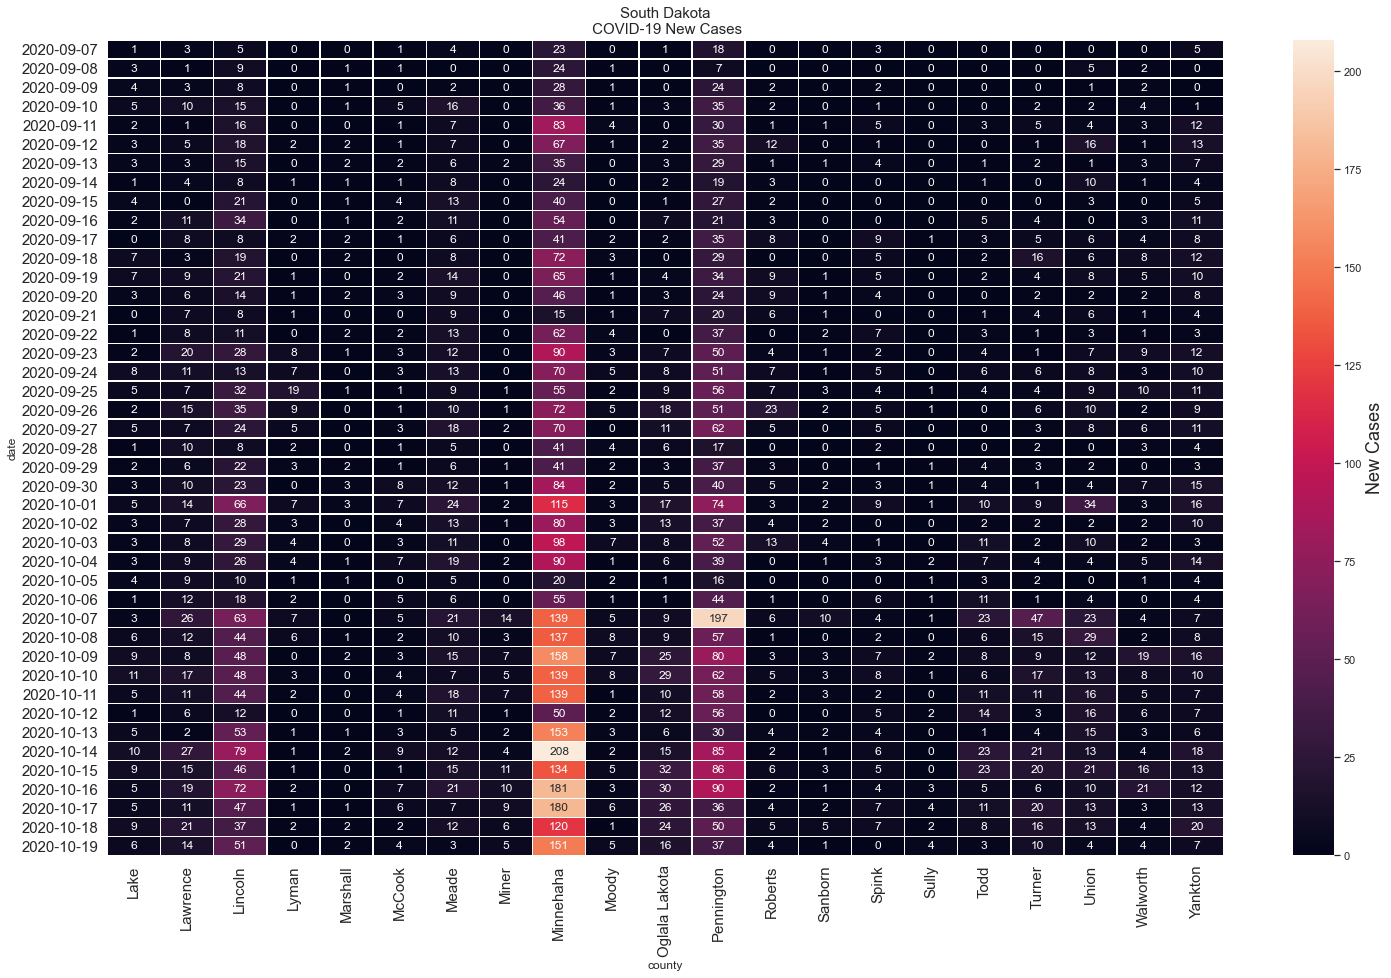 South Dakota
COVID-19 New Cases
2020-09-07 1 3 5 0 0 1 4 0 23 0 1 18 0 0 3 0 0 0 0 0 5
2020-09-08 3 1 9 0 1 1 0 0 24 1 0 7 0 0 0 0 0 0 5 2 0
2020-09-09 4 3 8 0 1 0 2 0 28 1 0 24 2 0 2 0 0 0 1 2 0
2020-09-10 5 10 15 0 1 5 16 0 36 1 3 35 2 0 1 0 0 2 2 4 1
2020-09-11 2 1 16 0 0 1 7 0 83 4 0 30 1 1 5 0 3 5 4 3 12
2020-09-12 3 5 18 2 2 1 7 0 67 1 2 35 12 0 1 0 0 1 16 1 13
2020-09-13 3 3 15 0 2 2 6 2 35 0 3 29 1 1 4 0 1 2 1 3 7
2020-09-14 1 4 8 1 1 1 8 0 24 0 2 19 3 0 0 0 1 0 10 1 4
2020-09-15 4 0 21 0 1 4 13 0 40 0 1 27 2 0 0 0 0 0 3 0 5
2020-09-16 2 11 34 0 1 2 11 0 54 0 7 21 3 0 0 0 5 4 0 3 11
2020-09-17 0 8 8 2 2 1 6 0 41 2 2 35 8 0 9 1 3 5 6 4 8
2020-09-18 7 3 19 0 2 0 8 0 72 3 0 29 0 0 5 0 2 16 6 8 12
2020-09-19 7 9 21 1 0 2 14 0 65 1 4 34 9 1 5 0 2 4 8 5 10
2020-09-20 3 6 14 1 2 3 9 0 46 1 3 24 9 1 4 0 0 2 2 2 8
2020-09-21 0 7 8 1 0 0 9 0 15 1 7 20 6 1 0 0 1 4 6 1 4
2020-09-22 1 8 11 0 2 2 13 0 62 4 0 37 0 2 7 0 3 1 3 1 3
2020-09-23 2 20 28 8 1 3 12 0 90 3 7 50 4 1 2 0 4 1 7 9 12
2020-09-24 8 11 13 7 0 3 13 0 70 5 8 51 7 1 5 0 6 6 8 3 10
2020-09-25 5 7 32 19 1 1 9 1 55 2 9 56 7 3 4 1 4 4 9 10 11
2020-09-26 2 15 35 9 0 1 10 1 72 5 18 51 23 2 5 1 0 6 10 2 9
2020-09-27 5 7 24 5 0 3 18 2 70 0 11 62 5 0 5 0 0 3 8 6 11
2020-09-28 1 10 8 2 0 1 5 0 41 4 6 17 0 0 2 0 0 2 0 3 4
2020-09-29 2 6 22 3 2 1 6 1 41 2 3 37 3 0 1 1 4 3 2 0 3
2020-09-30 3 10 23 0 3 8 12 1 84 2 5 40 5 2 3 1 4 1 4 7 15
2020-10-01 5 14 66 7 3 7 24 2 115 3 17 74 3 2 9 1 10 9 34 3 16
2020-10-02 3 7 28 3 0 4 13 1 80 3 13 37 4 2 0 0 2 2 2 2 10
2020-10-03 3 8 29 4 0 3 11 0 98 7 8 52 13 4 1 0 11 2 10 2 3
2020-10-04 3 9 26 4 1 7 19 2 90 1 6 39 0 1 3 2 7 4 4 5 14
2020-10-05 4 9 10 1 1 0 5 0 20 2 1 16 0 0 0 1 3 2 0 1 4
2020-10-06 1 12 18 2 0 5 6 0 55 1 1 44 1 0 6 1 11 1 4 0 4
2020-10-07 3 26 63 7 0 5 21 14 139 5 9 197 6 10 4 1 23 47 23 4 7
2020-10-08 6 12 44 6 1 2 10 3 137 8 9 57 1 0 2 0 6 15 29 2 8
2020-10-09 9 8 48 0 2 3 15 7 158 7 25 80 3 3 7 2 8 9 12 19 16
2020-10-10 11 17 48 3 0 4 7 5 139 8 29 62 5 3 8 1 6 17 13 8 10
2020-10-11 5 11 44 2 0 4 18 7 139 1 10 58 2 3 2 0 11 11 16 5 7
2020-10-12 1 6 12 0 0 1 11 1 50 2 12 56 0 0 5 2 14 3 16 6 7
2020-10-13 5 2 53 1 1 3 5 2 153 3 6 30 4 2 4 0 1 4 15 3 6
2020-10-14 10 27 79 1 2 9 12 4 208 2 15 85 2 1 6 0 23 21 13 4 18
2020-10-15 9 15 46 1 0 1 15 11 134 5 32 86 6 3 5 0 23 20 21 16 13
2020-10-16 5 19 72 2 0 7 21 10 181 3 30 90 2 1 4 3 5 6 10 21 12
2020-10-17 5 11 47 1 1 6 7 9 180 6 26 36 4 2 7 4 11 20 13 3 13
2020-10-18 9 21 37 2 2 2 12 6 120 1 24 50 5 5 7 2 8 16 13 4 20
2020-10-19 6 14 51 0 2 4 3 5 151 5 16 37 4 1 0 4 3 10 4 4 7
date
Lake Lawrence Lincoln Lyman Marshall McCook Meade Miner Minnehaha Moody Oglala Lakota Pennington Roberts Sanborn Spink Sully Todd Turner Union Walworth Yankton
county
200
175
150
125
100
75
50
25
0
New Cases